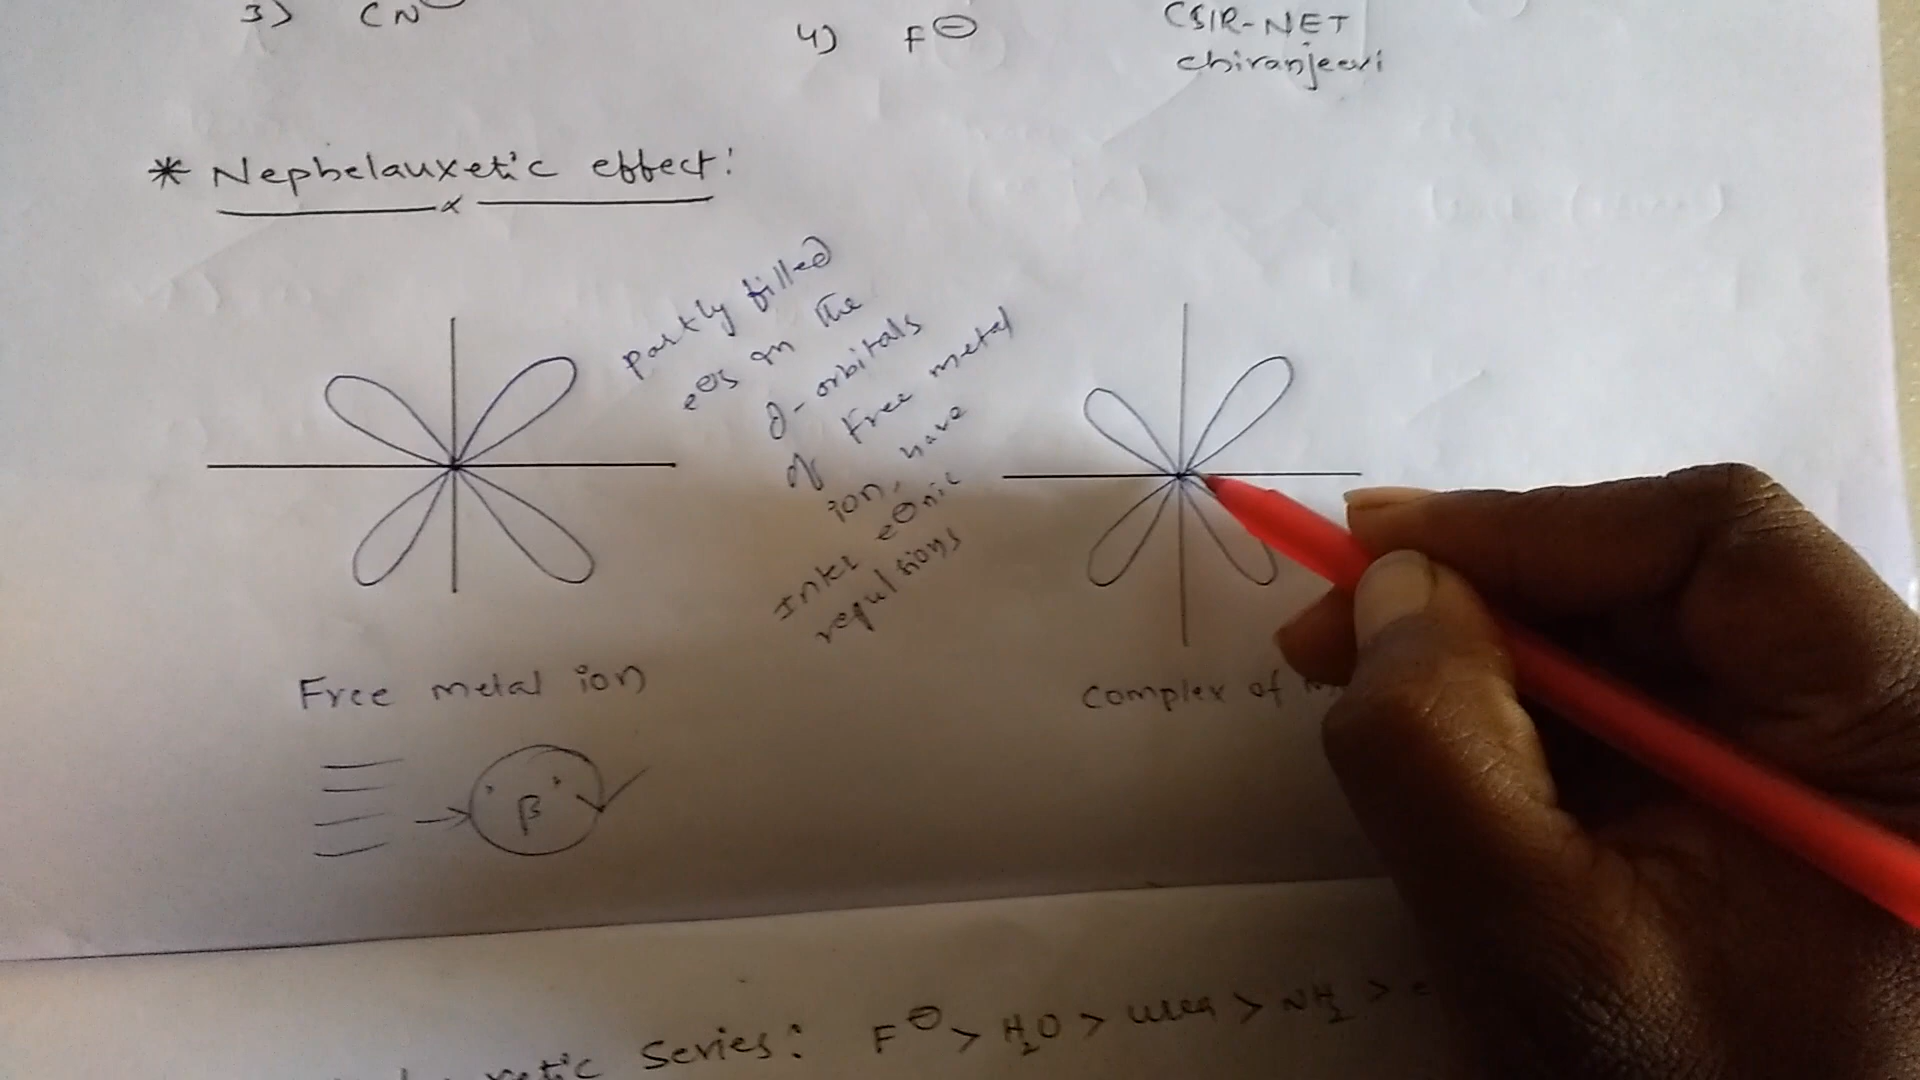 3) CN⊖
4) F⊖
CSIR-NET
chiranjeevi
* Nephelauxetic effect:
partly filled
e⊖s in the
d-orbitals
of Free metal
ion, have
Inter e⊖nic
repulsions
Free metal ion
Complex of
β
Series: F⊖ > H₂O > urea > NH₂ >